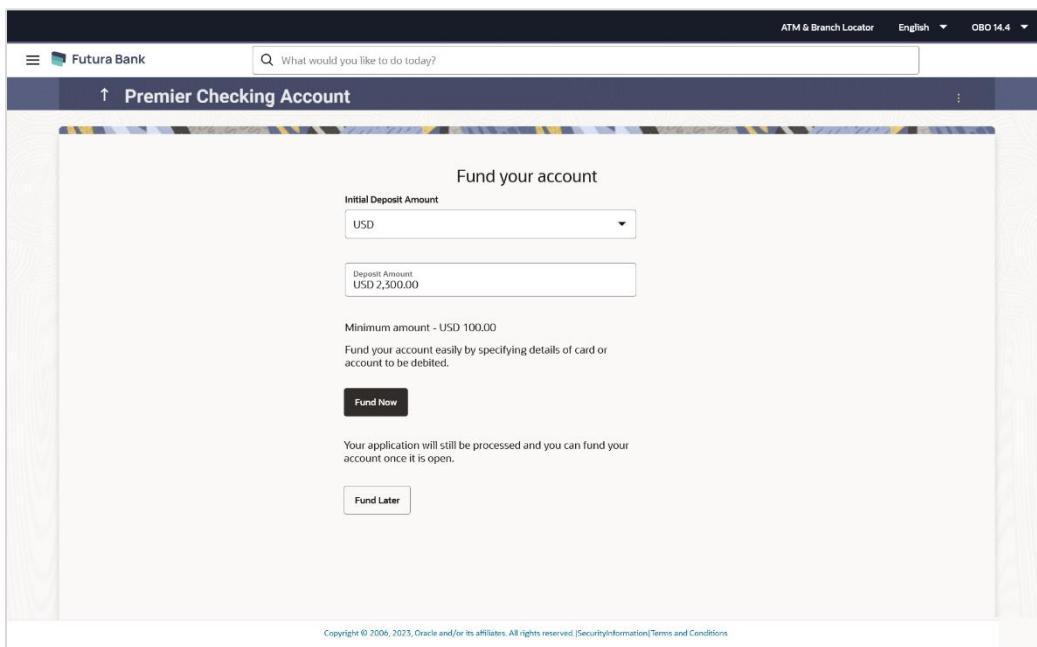 ATM & Branch Locator English OBO 14.4
Futura Bank What would you like to do today?
Premier Checking Account
Fund your account
Initial Deposit Amount
USD
Deposit Amount
USD 2,300.00
Minimum amount - USD 100.00
Fund your account easily by specifying details of card or
account to be debited.
Fund Now
Your application will still be processed and you can fund your
account once it is open.
Fund Later
Copyright © 2006, 2023, Oracle and/or its affiliates. All rights reserved.|SecurityInformation|Terms and Conditions